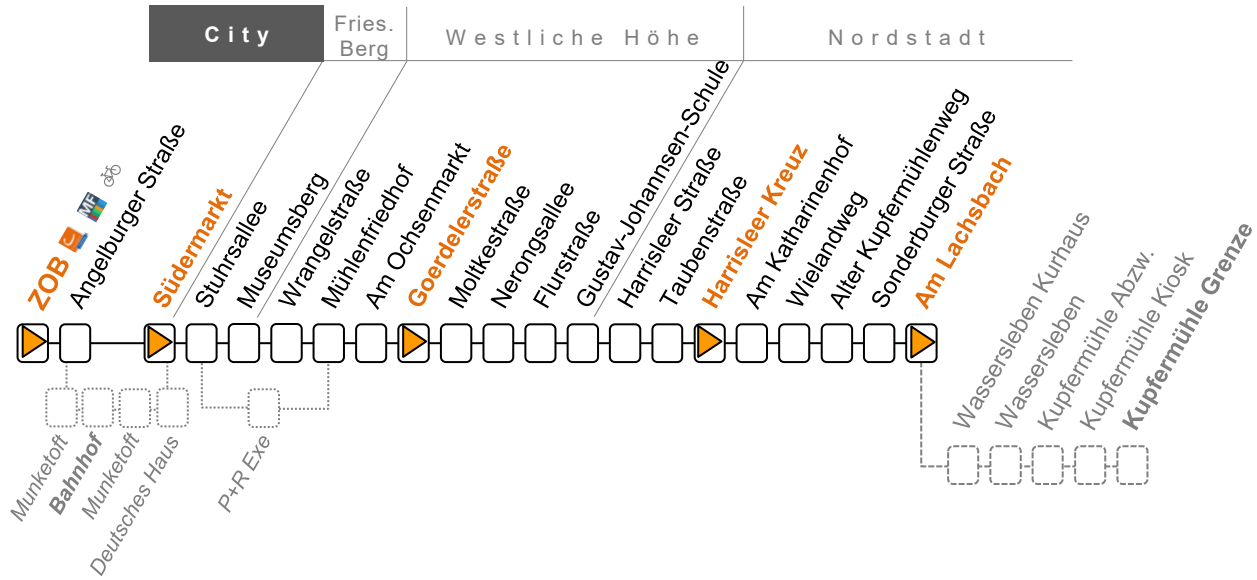 City
Fries.
Berg
Westliche Höhe
Nordstadt
ZOB
MF
Angelburger Straße
Südermarkt
Stuhrsallee
Museumsberg
Wrangelstraße
Mühlenfriedhof
Am Ochsenmarkt
Goerdelerstraße
Moltkestraße
Nerongsallee
Flurstraße
Gustav-Johannsen-Schule
Harrisleer Straße
Taubenstraße
Harrisleer Kreuz
Am Katharinenhof
Wielandweg
Alter Kupfermühlenweg
Sonderburger Straße
Am Lachsbach
Wassersleben Kurhaus
Wassersleben
Kupfermühle Abzw.
Kupfermühle Kiosk
Kupfermühle Grenze
Munketoft
Bahnhof
Munketoft
Deutsches Haus
P+R Exe